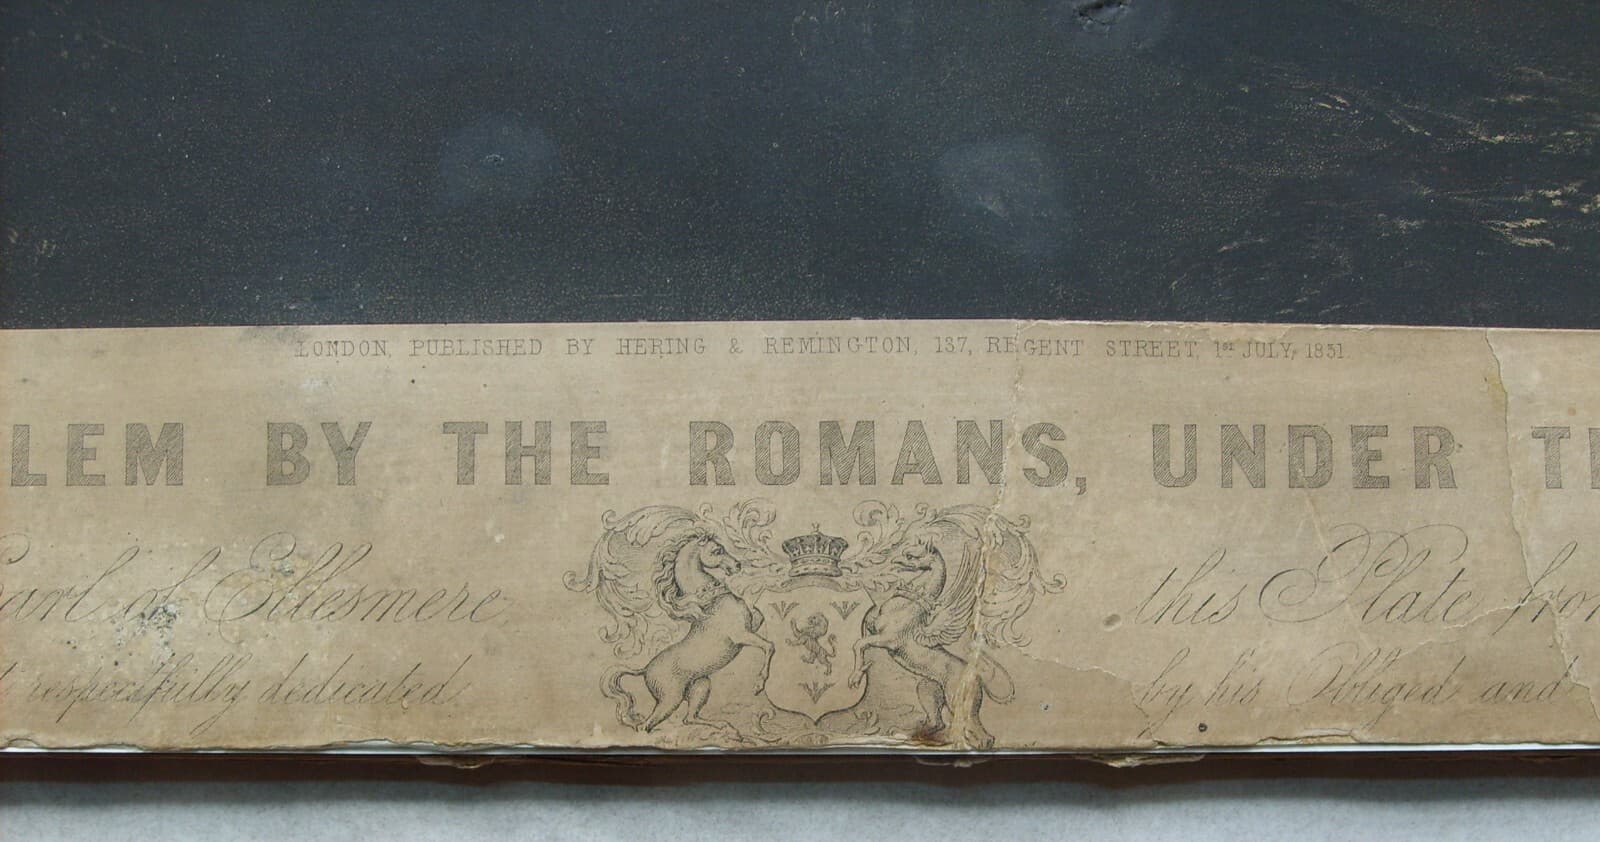 LONDON, PUBLISHED BY HERING & REMINGTON, 137, REGENT STREET, 1st JULY, 1851
LEM BY THE ROMANS, UNDER T
Earl of Ellesmere this Plate fro
respectfully dedicated by his Obliged and